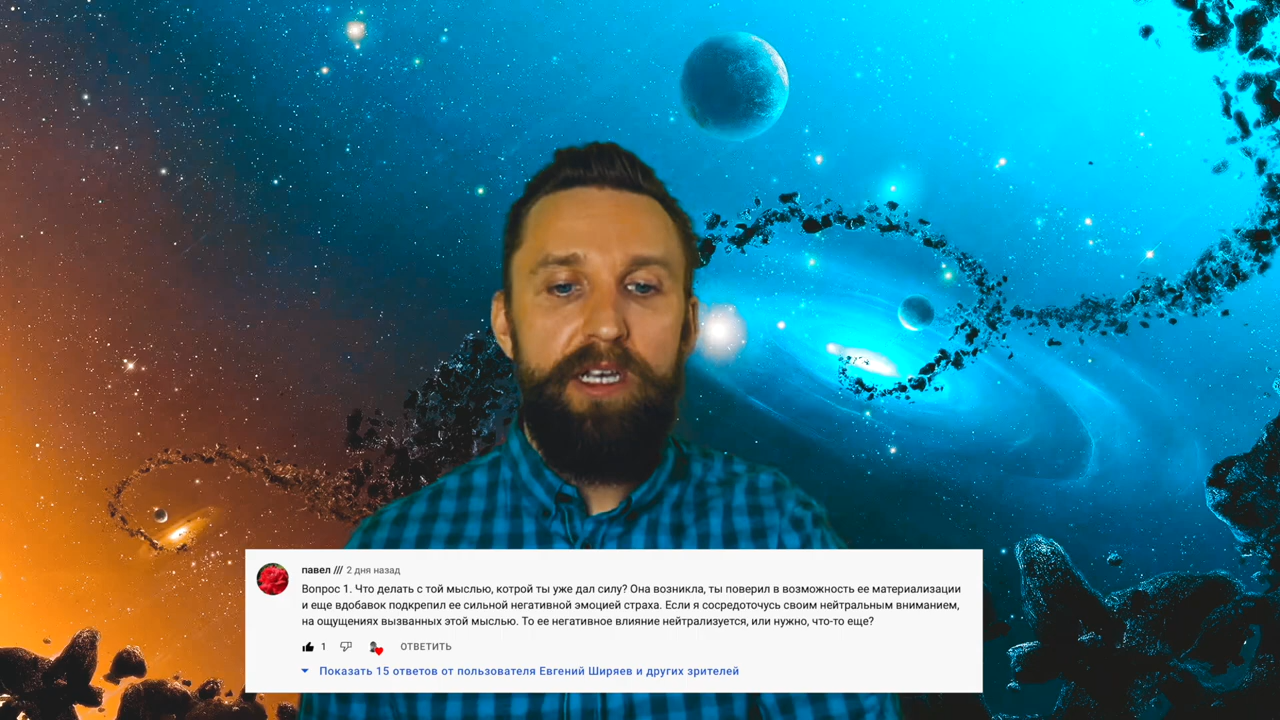 павел /// 2 дня назад
Вопрос 1. Что делать с той мыслью, котрой ты уже дал силу? Она возникла, ты поверил в возможность ее материализации
и еще вдобавок подкрепил ее сильной негативной эмоцией страха. Если я сосредоточусь своим нейтральным вниманием,
на ощущениях вызванных этой мыслью. То ее негативное влияние нейтрализуется, или нужно, что-то еще?
1 ОТВЕТИТЬ
Показать 15 ответов от пользователя Евгений Ширяев и других зрителей